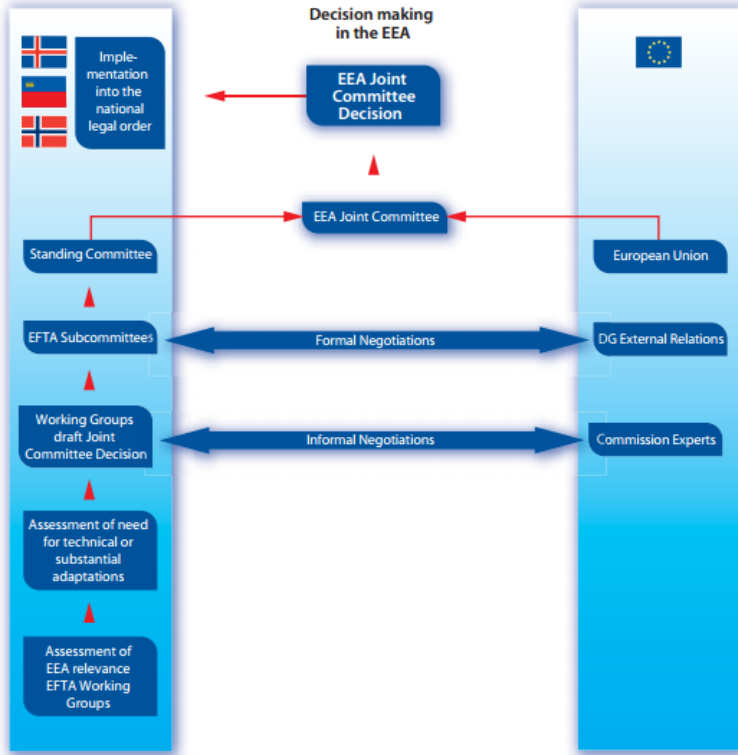 Decision making
in the EEA
Imple-
mentation
into the
national
legal order
EEA Joint
Committee
Decision
EEA Joint Committee
Standing Committee
European Union
EFTA Subcommittees
Formal Negotiations
DG External Relations
Working Groups
draft Joint
Committee Decision
Informal Negotiations
Commission Experts
Assessment of need
for technical or
substantial
adaptations
Assessment of
EEA relevance
EFTA Working
Groups